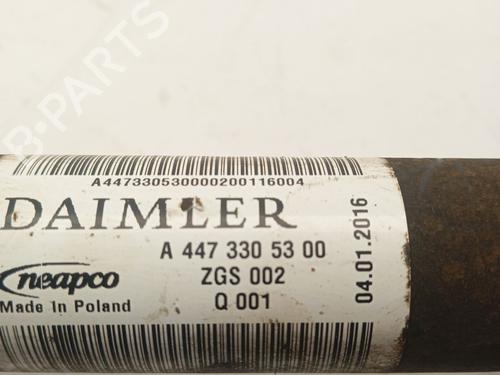 B-PARTS
A4473305300000200116004
DAIMLER
A 447 330 53 00
neapco
ZGS 002
Made In Poland
Q 001
04.01.2016